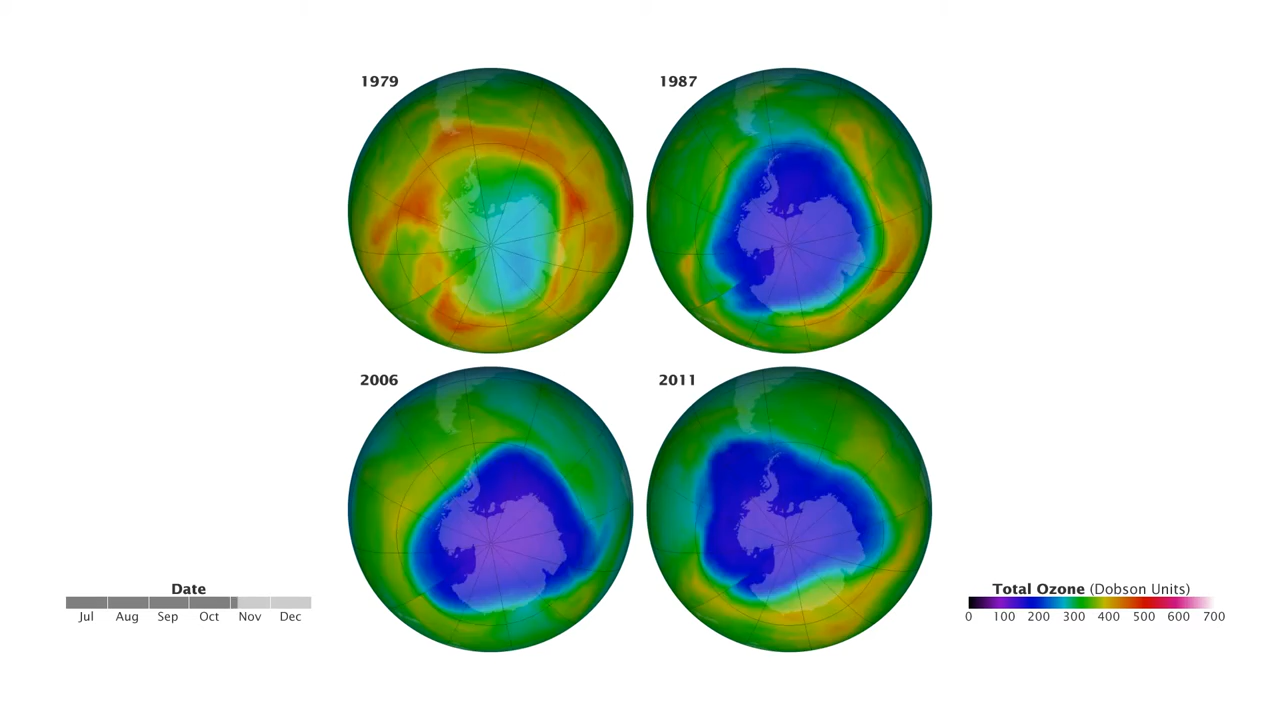 1979
1987
2006
2011
Date
Jul Aug Sep Oct Nov Dec
Total Ozone (Dobson Units)
0 100 200 300 400 500 600 700